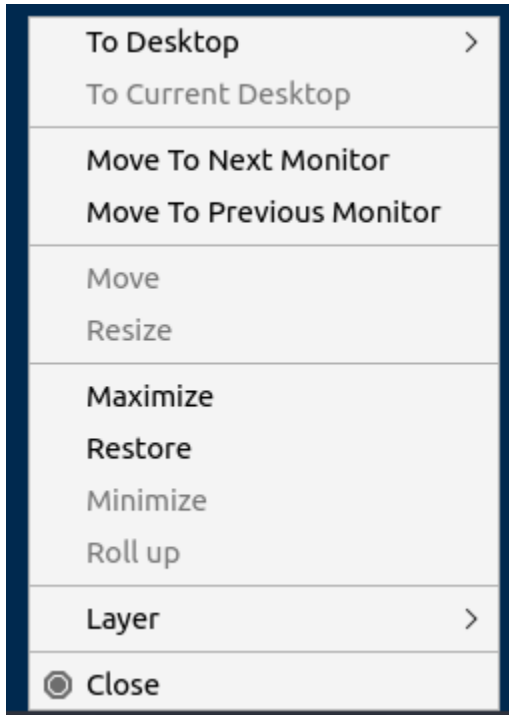 To Desktop
To Current Desktop
Move To Next Monitor
Move To Previous Monitor
Move
Resize
Maximize
Restore
Minimize
Roll up
Layer
Close